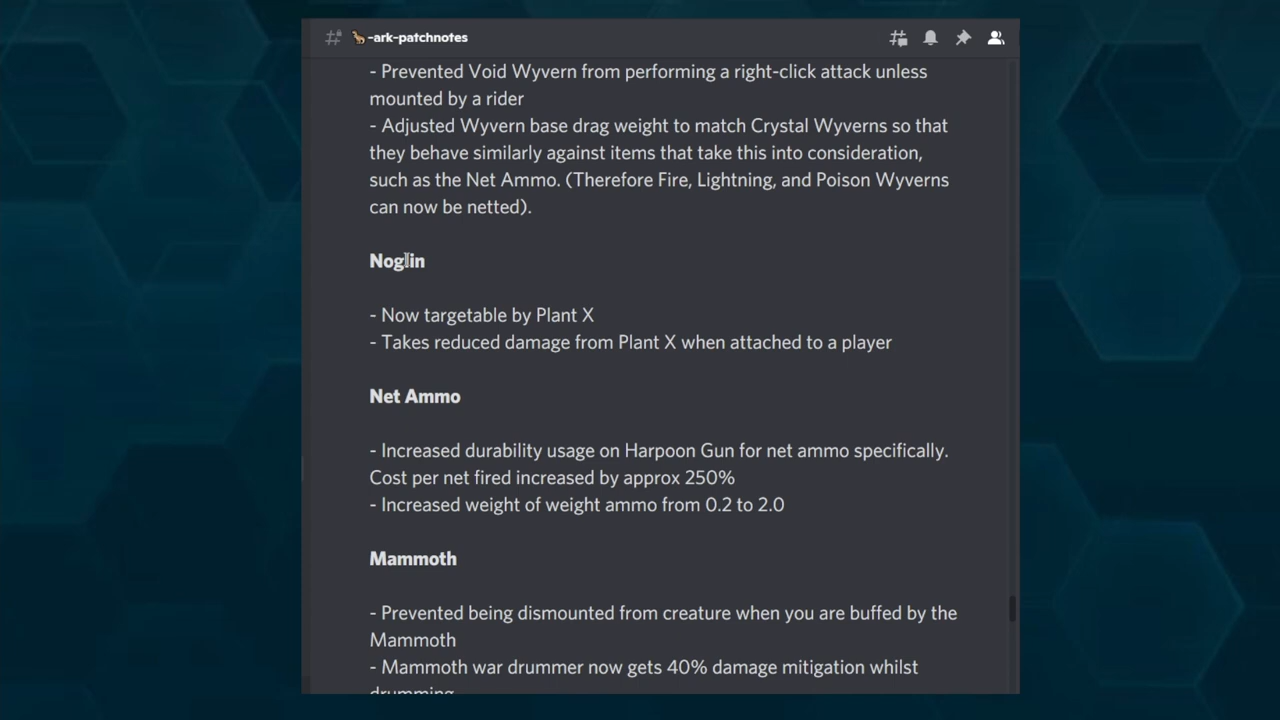 -ark-patchnotes
- Prevented Void Wyvern from performing a right-click attack unless
mounted by a rider
- Adjusted Wyvern base drag weight to match Crystal Wyverns so that
they behave similarly against items that take this into consideration,
such as the Net Ammo. (Therefore Fire, Lightning, and Poison Wyverns
can now be netted).
Noglin
- Now targetable by Plant X
- Takes reduced damage from Plant X when attached to a player
Net Ammo
- Increased durability usage on Harpoon Gun for net ammo specifically.
Cost per net fired increased by approx 250%
- Increased weight of weight ammo from 0.2 to 2.0
Mammoth
- Prevented being dismounted from creature when you are buffed by the
Mammoth
- Mammoth war drummer now gets 40% damage mitigation whilst
drumming